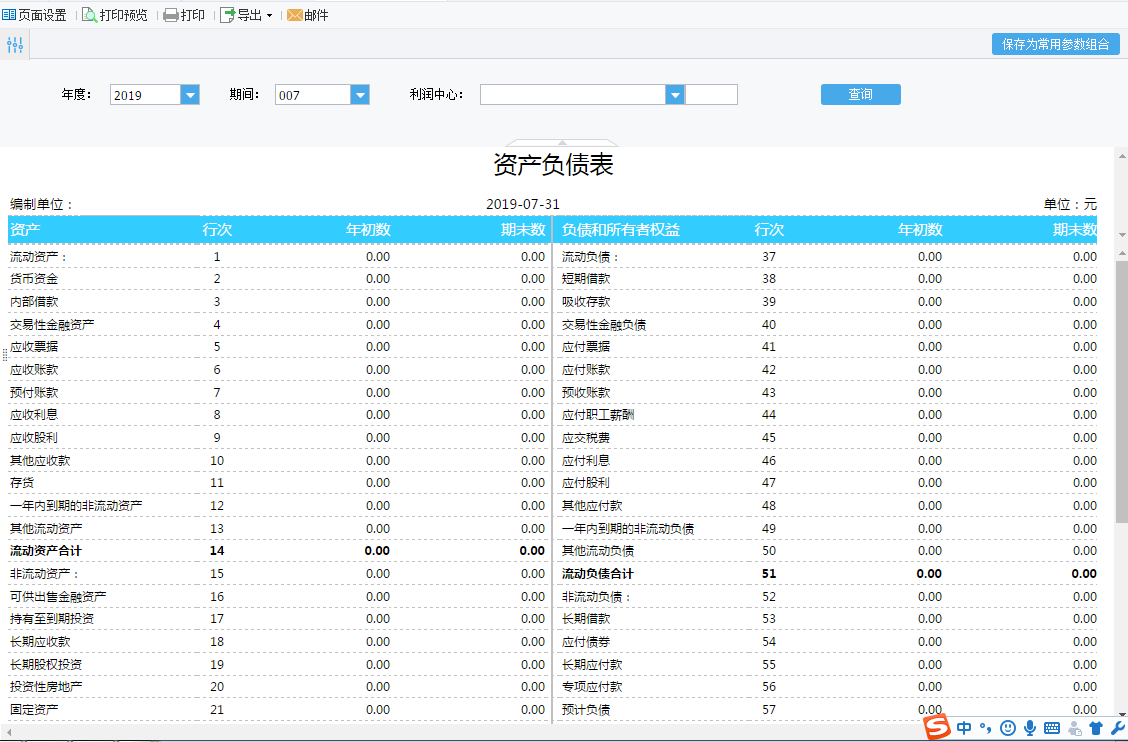 页面设置 打印预览 打印 导出 邮件
保存为常用参数组合
年度： 2019 期间： 007 利润中心： 查询
资产负债表
编制单位： 2019-07-31 单位：元
资产 行次 年初数 期末数 负债和所有者权益 行次 年初数 期末数
流动资产： 1 0.00 0.00 流动负债： 37 0.00 0.00
货币资金 2 0.00 0.00 短期借款 38 0.00 0.00
内部借款 3 0.00 0.00 吸收存款 39 0.00 0.00
交易性金融资产 4 0.00 0.00 交易性金融负债 40 0.00 0.00
应收票据 5 0.00 0.00 应付票据 41 0.00 0.00
应收账款 6 0.00 0.00 应付账款 42 0.00 0.00
预付账款 7 0.00 0.00 预收账款 43 0.00 0.00
应收利息 8 0.00 0.00 应付职工薪酬 44 0.00 0.00
应收股利 9 0.00 0.00 应交税费 45 0.00 0.00
其他应收款 10 0.00 0.00 应付利息 46 0.00 0.00
存货 11 0.00 0.00 应付股利 47 0.00 0.00
一年内到期的非流动资产 12 0.00 0.00 其他应付款 48 0.00 0.00
其他流动资产 13 0.00 0.00 一年内到期的非流动负债 49 0.00 0.00
流动资产合计 14 0.00 0.00 其他流动负债 50 0.00 0.00
非流动资产： 15 0.00 0.00 流动负债合计 51 0.00 0.00
可供出售金融资产 16 0.00 0.00 非流动负债： 52 0.00 0.00
持有至到期投资 17 0.00 0.00 长期借款 53 0.00 0.00
长期应收款 18 0.00 0.00 应付债券 54 0.00 0.00
长期股权投资 19 0.00 0.00 长期应付款 55 0.00 0.00
投资性房地产 20 0.00 0.00 专项应付款 56 0.00 0.00
固定资产 21 0.00 0.00 预计负债 57 0.00 0.00
S 中